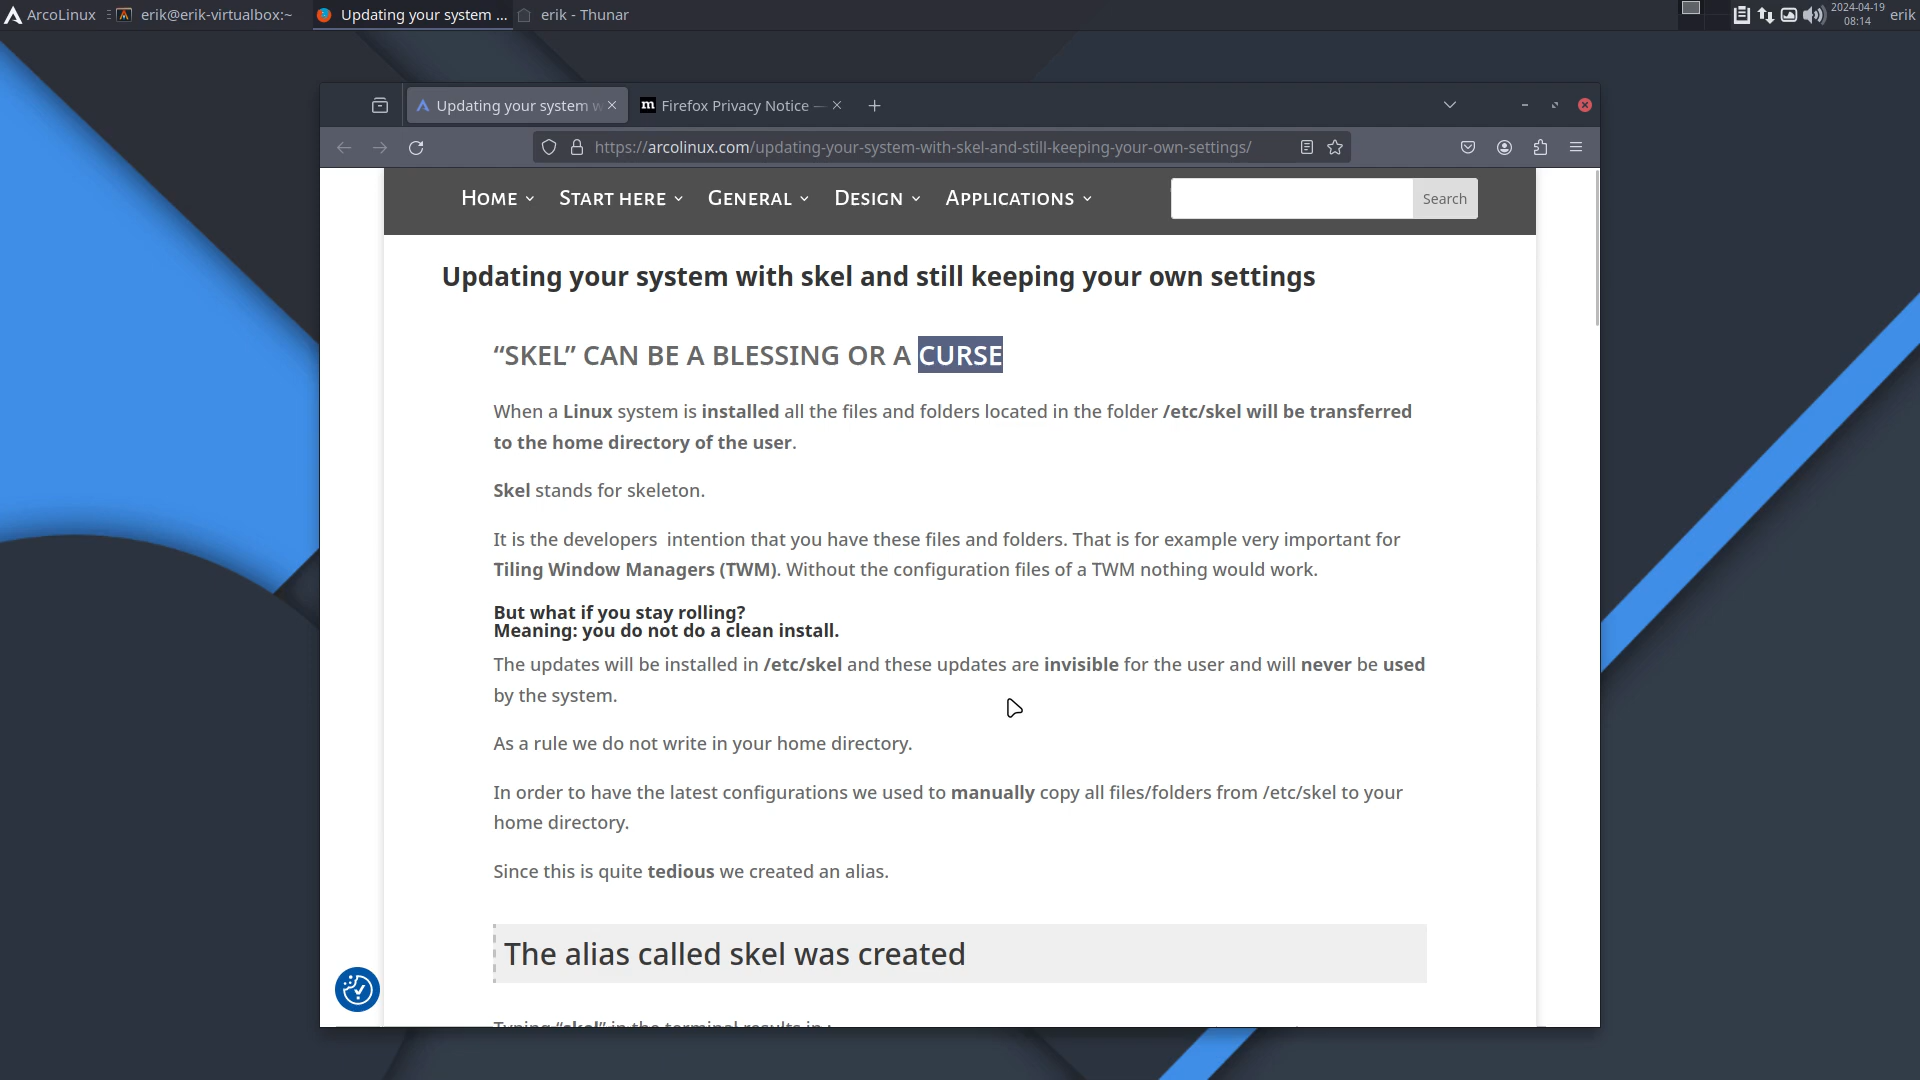 ArcoLinux
erik@erik-virtualbox:~
Updating your system ...
erik - Thunar
2024-04-19
08:14
erik
Updating your system w
Firefox Privacy Notice —
https://arcolinux.com/updating-your-system-with-skel-and-still-keeping-your-own-settings/
Home
Start here
General
Design
Applications
Search
Updating your system with skel and still keeping your own settings
“SKEL” CAN BE A BLESSING OR A CURSE
When a Linux system is installed all the files and folders located in the folder /etc/skel will be transferred
to the home directory of the user.
Skel stands for skeleton.
It is the developers  intention that you have these files and folders. That is for example very important for
Tiling Window Managers (TWM). Without the configuration files of a TWM nothing would work.
But what if you stay rolling?
Meaning: you do not do a clean install.
The updates will be installed in /etc/skel and these updates are invisible for the user and will never be used
by the system.
As a rule we do not write in your home directory.
In order to have the latest configurations we used to manually copy all files/folders from /etc/skel to your
home directory.
Since this is quite tedious we created an alias.
The alias called skel was created
Typing “skel” in the terminal results in :